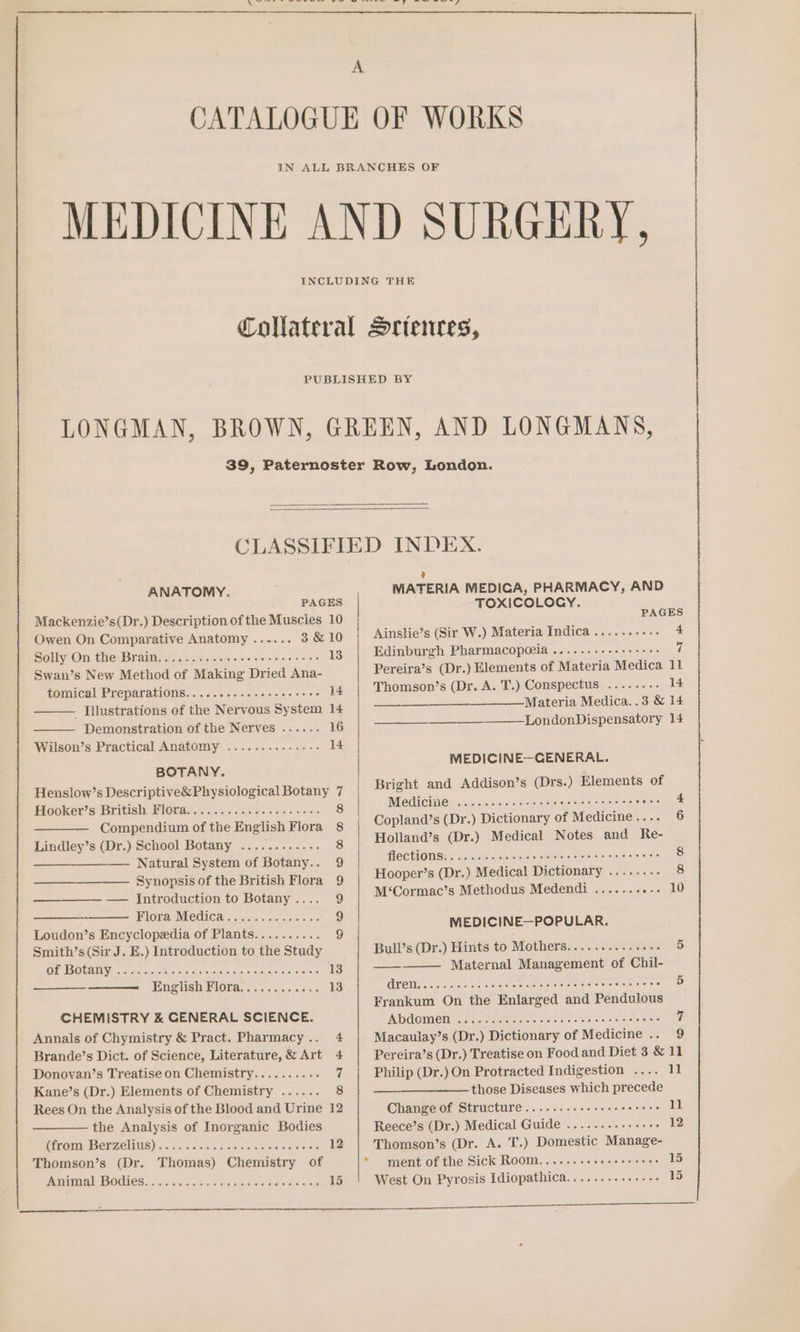 A
CATALOGUE OF WORKS
IN ALL BRANCHES OF
MEDICINE AND SURGERY,
INCLUDING THE
Collateral Sciences,
PUBLISHED BY
LONGMAN, BROWN, GREEN, AND LONGMANS,
39, Paternoster Row, London.
CLASSIFIED INDEX.
ANATOMY.
PAGES
Mackenzie's(Dr.) Description of the Muscies 10
Owen On Comparative Anatomy ...... 3 & 10
Solly On the Brain........................ 13
Swan's New Method of Making Dried Ana-
tomical Preparations.................... 14
——— Illustrations of the Nervous System 14
——— Demonstration of the Nerves ...... 16
Wilson's Practical Anatomy .............. 14
BOTANY.
Henslow's Descriptive&Physiological Botany 7
Hooker's British Flora.................... 8
——— Compendium of the English Flora 8
Lindley's (Dr.) School Botany ............ 8
——— Natural System of Botany.. 9
——— Synopsis of the British Flora 9
——— — Introduction to Botany .... 9
——— Flora Medica.............. 9
Loudon's Encyclopædia of Plants.......... 9
Smith's (Sir J. E.) Introduction to the Study
of Botany .............................. 13
——— English Flora............ 13
CHEMISTRY & GENERAL SCIENCE.
Annals of Chymistry & Pract. Pharmacy .. 4
Brande's Dict. of Science, Literature, & Art 4
Donovan's Treatise on Chemistry.......... 7
Kane's (Dr.) Elements of Chemistry ...... 8
Rees On the Analysis of the Blood and Urine 12
——— the Analysis of Inorganic Bodies
(from Berzelius).......................... 12
Thomson's (Dr. Thomas) Chemistry of
Animal Bodies............................ 15
MATERIA MEDICA, PHARMACY, AND
TOXICOLOGY.
PAGES
Ainslie's (Sir W.) Materia Indica.......... 4
Edinburgh Pharmacopœia ................ 7
Pereira's (Dr.) Elements of Materia Medica 11
Thomson's (Dr. A. T.) Conspectus ........ 14
——— Materia Medica..3 & 14
——— LondonDispensatory 14
MEDICINE—GENERAL.
Bright and Addison's (Drs.) Elements of
Medicine ................................ 4
Copland's (Dr.) Dictionary of Medicine.... 6
Holland's (Dr.) Medical Notes and Re-
flections.................................. 8
Hooper's (Dr.) Medical Dictionary ........ 8
M'Cormac's Methodus Medendi .......... 10
MEDICINE—POPULAR.
Bull's (Dr.) Hints to Mothers.............. 5
——— Maternal Management of Chil-
dren...................................... 5
Frankum On the Enlarged and Pendulous
Abdomen ................................ 7
Macaulay's (Dr.) Dictionary of Medicine .. 9
Pereira's (Dr.) Treatise on Food and Diet 3 & 11
Philip (Dr.) On Protracted Indigestion .... 11
——— those Diseases which precede
Change of Structure...................... 11
Reece's (Dr.) Medical Guide .............. 12
Thomson's (Dr. A. T.) Domestic Manage-
ment of the Sick Room.................. 15
West On Pyrosis Idiopathica.............. 15